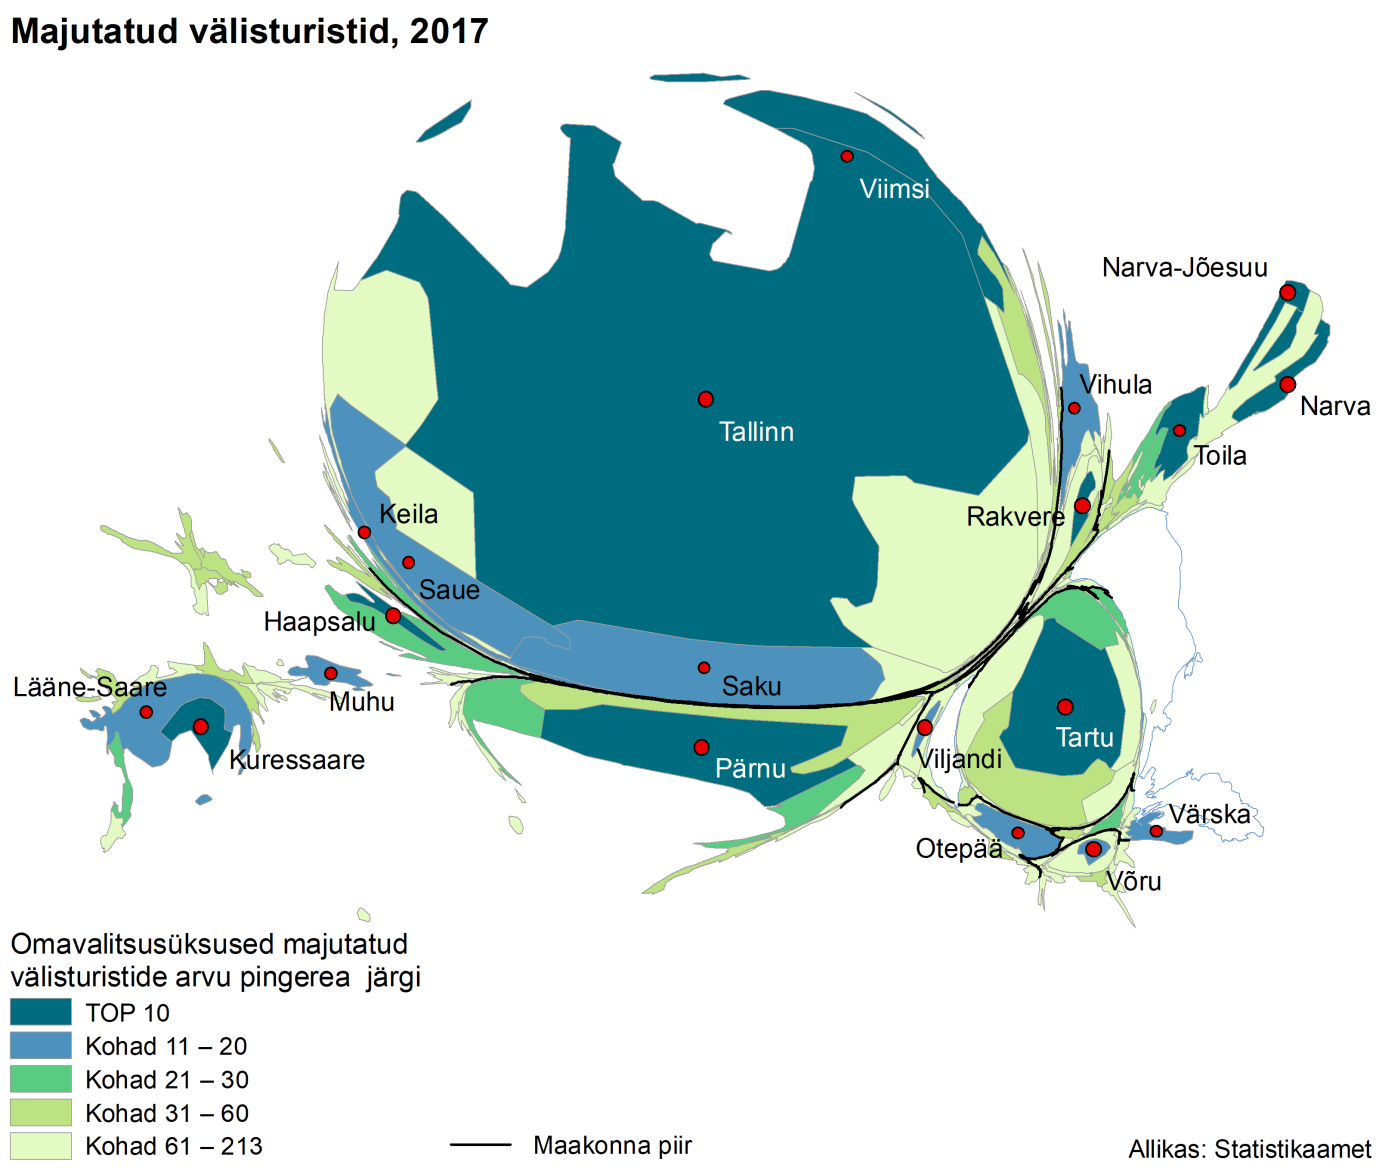 Majutatud välisturistid, 2017
Viimsi
Narva-Jõesuu
Vihula
Narva
Tallinn
Toila
Keila
Rakvere
Saue
Haapsalu
Saku
Lääne-Saare
Muhu
Tartu
Kuressaare
Viljandi
Pärnu
Värska
Otepää
Võru
Omavalitsusüksused majutatud
välisturistide arvu pingerea järgi
TOP 10
Kohad 11 – 20
Kohad 21 – 30
Kohad 31 – 60
Kohad 61 – 213
Maakonna piir
Allikas: Statistikaamet